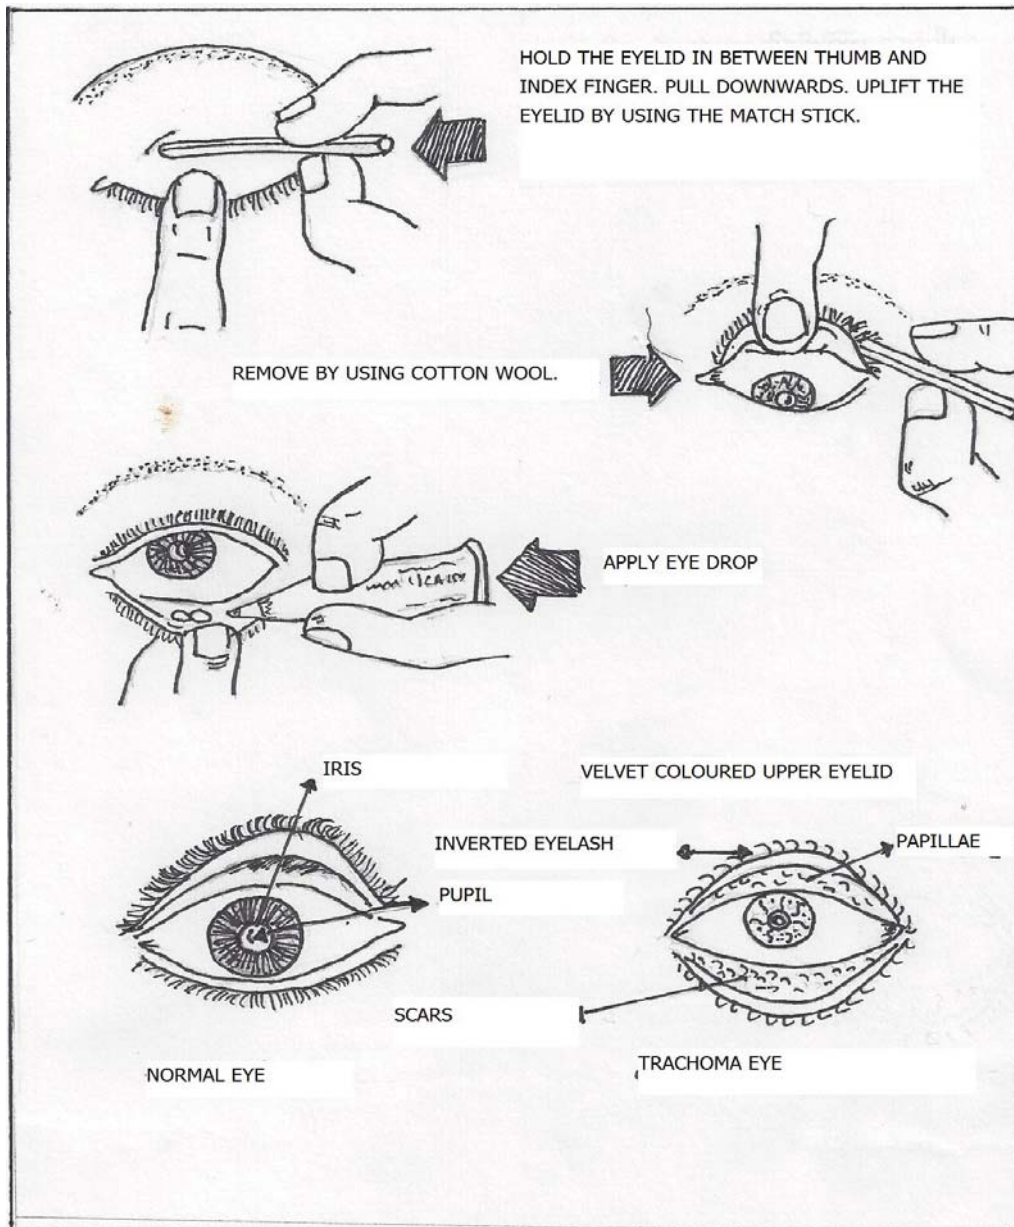 HOLD THE EYELID IN BETWEEN THUMB AND
INDEX FINGER. PULL DOWNWARDS. UPLIFT THE
EYELID BY USING THE MATCH STICK.
REMOVE BY USING COTTON WOOL.
APPLY EYE DROP
IRIS
VELVET COLOURED UPPER EYELID
INVERTED EYELASH
PAPILLAE
PUPIL
SCARS
NORMAL EYE
TRACHOMA EYE